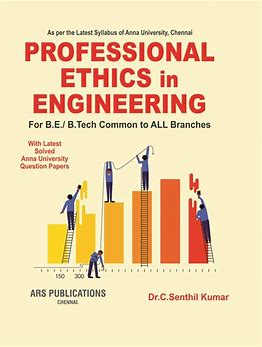 As per the Latest Syllabus of Anna University, Chennai
PROFESSIONAL
ETHICS in
ENGINEERING
For B.E./ B.Tech Common to ALL Branches
With Latest
Solved
Anna University
Question Papers
150 300
ARS PUBLICATIONS
CHENNAI
Dr.C.Senthil Kumar